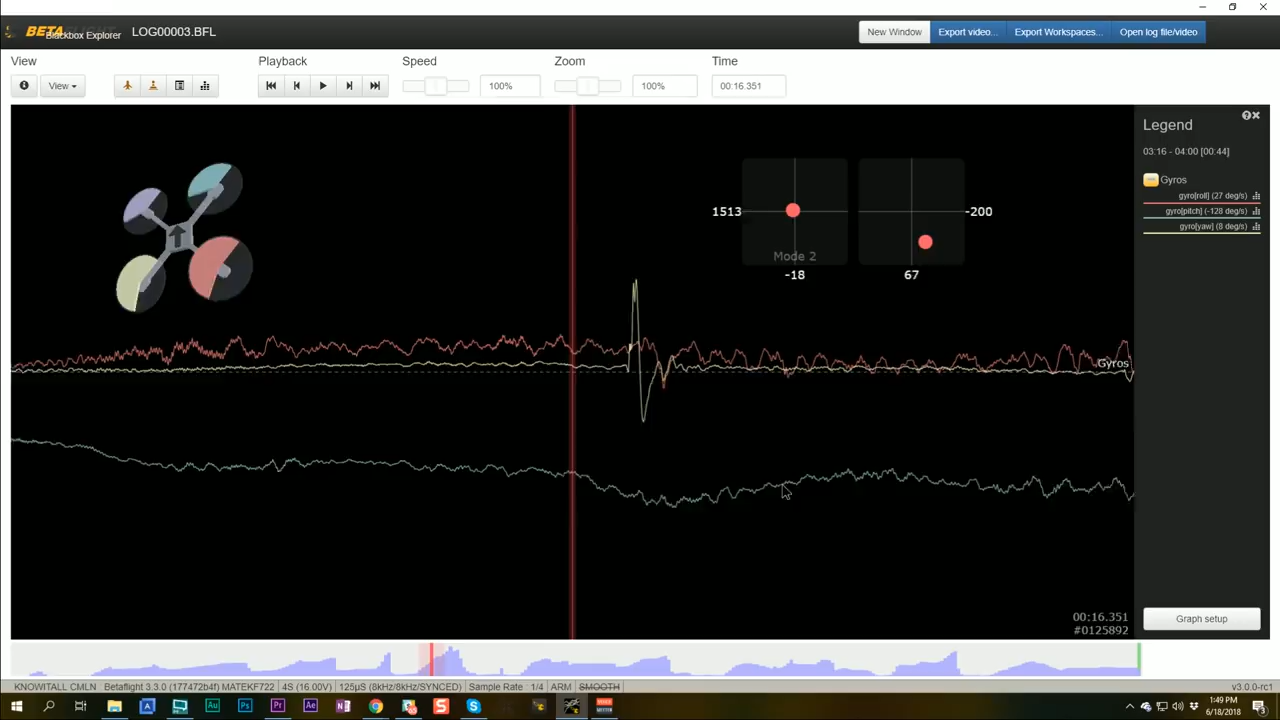 BETAFLIGHT
Blackbox Explorer
LOG00003.BFL
New Window
Export video...
Export Workspaces...
Open log file/video
View
Playback
Speed
Zoom
Time
View
100%
100%
00:16.351
Legend
03:16 - 04:00 [00:44]
Gyros
gyro[roll] (27 deg/s)
gyro[pitch] (-128 deg/s)
gyro[yaw] (8 deg/s)
1513
-200
Mode 2
-18
67
Gyros
00:16.351
#0125892
Graph setup
KNOWITALL CMLN
Betaflight 3.3.0 (177472b4f) MATEKF722
4S (16.00V)
125µS (8kHz/8kHz/SYNCED)
Sample Rate
1/4
ARM
SMOOTH
v3.0.0-rc1
1:49 PM
6/18/2018